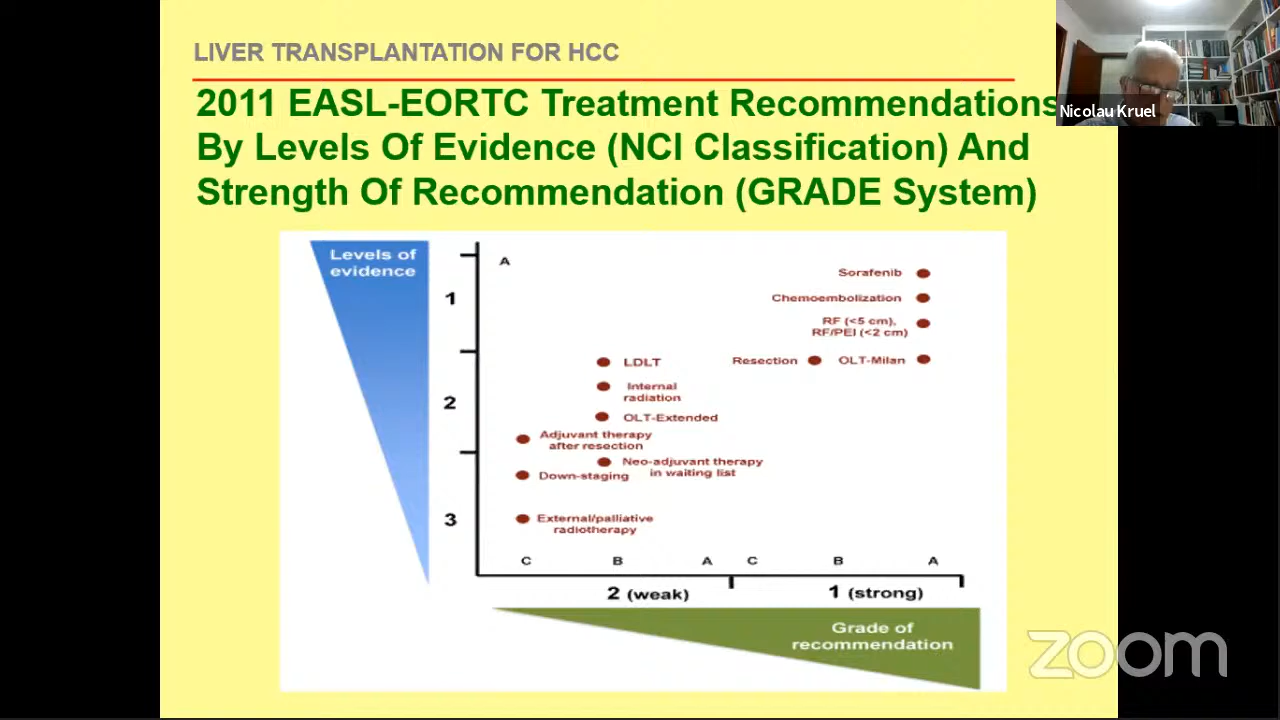 LIVER TRANSPLANTATION FOR HCC
2011 EASL-EORTC Treatment Recommendations
By Levels Of Evidence (NCI Classification) And
Strength Of Recommendation (GRADE System)
Nicolau Kruel
Levels of
evidence
A
1
2
3
Sorafenib
Chemoembolization
RF (<5 cm),
RF/PEI (<2 cm)
LDLT
Resection
OLT-Milan
Internal
radiation
OLT-Extended
Adjuvant therapy
after resection
Neo-adjuvant therapy
in waiting list
Down-staging
External/palliative
radiotherapy
C B A C B A
2 (weak) 1 (strong)
Grade of
recommendation
zoom